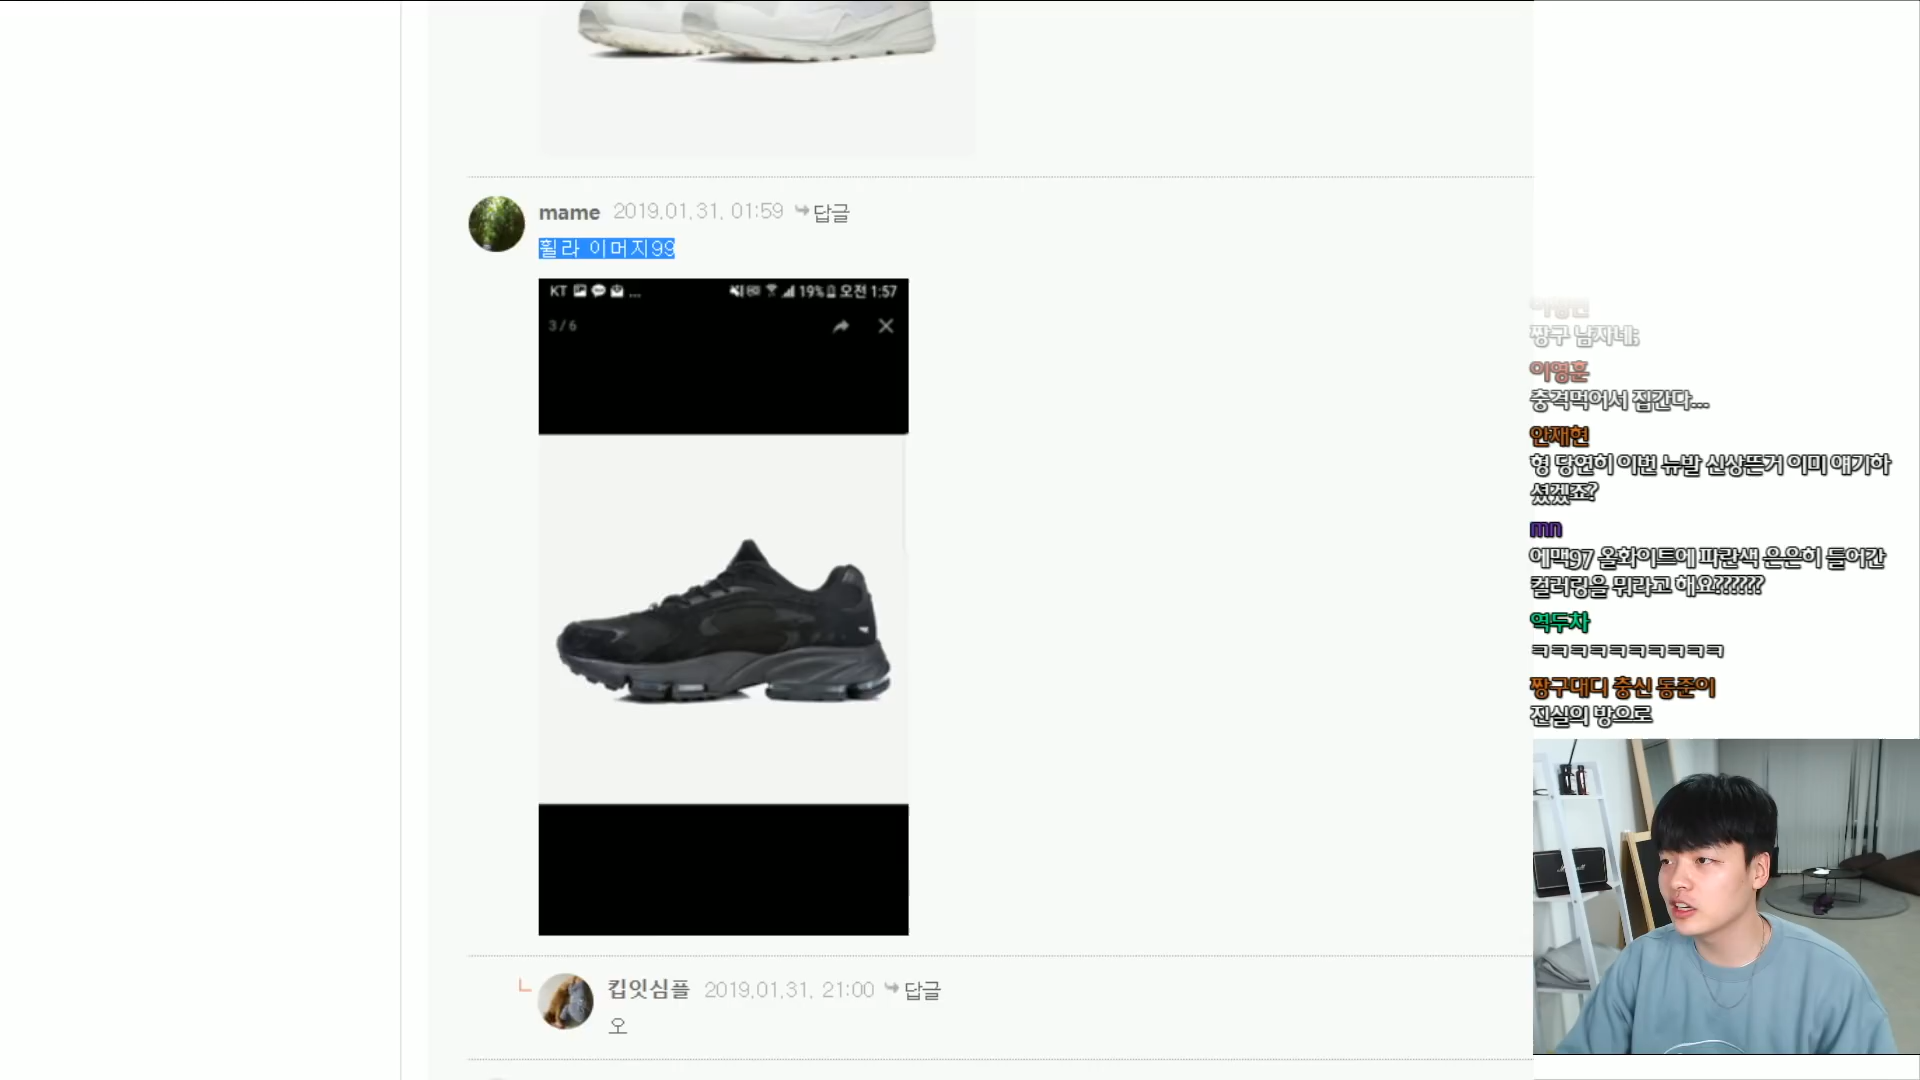 mame 2019.01.31. 01:59 답글
휠라 이머지99
KT ... 19% 오전 1:57
3/6
킵잇심플 2019.01.31. 21:00 답글
오
짱구 남자네;
이영훈
충격먹어서 집간다...
안재현
형 당연히 이번 뉴발 신상뜬거 이미 얘기하
셨겠죠?
mn
에맥97 올화이트에 파란색 은은히 들어간
컬러링을 뭐라고 해요??????
역두차
ㅋㅋㅋㅋㅋㅋㅋㅋㅋㅋ
짱구대디 충신 동준이
진실의 방으로
Marshall